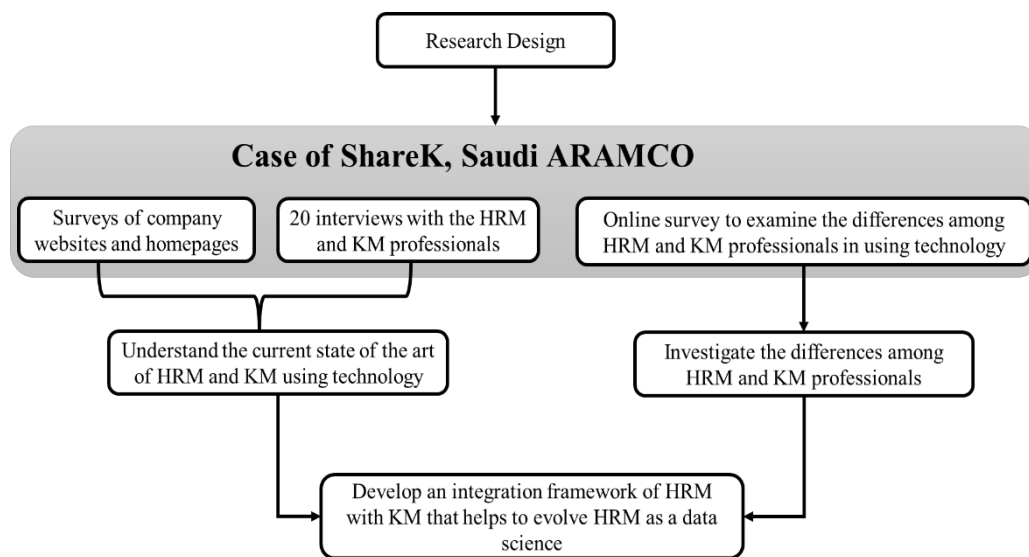 Research Design
Case of ShareK, Saudi ARAMCO
Surveys of company
websites and homepages
20 interviews with the HRM
and KM professionals
Online survey to examine the differences among
HRM and KM professionals in using technology
Understand the current state of the art
of HRM and KM using technology
Investigate the differences among
HRM and KM professionals
Develop an integration framework of HRM
with KM that helps to evolve HRM as a data
science